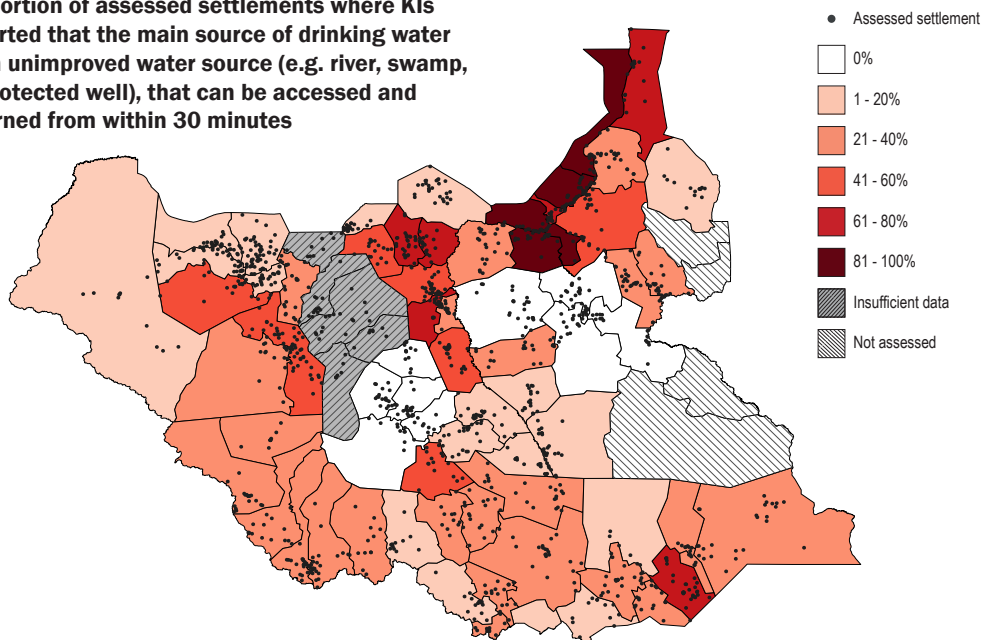 ortion of assessed settlements where KIs
rted that the main source of drinking water
unimproved water source (e.g. river, swamp,
otected well), that can be accessed and
rned from within 30 minutes
Assessed settlement
0%
1 - 20%
21 - 40%
41 - 60%
61 - 80%
81 - 100%
Insufficient data
Not assessed